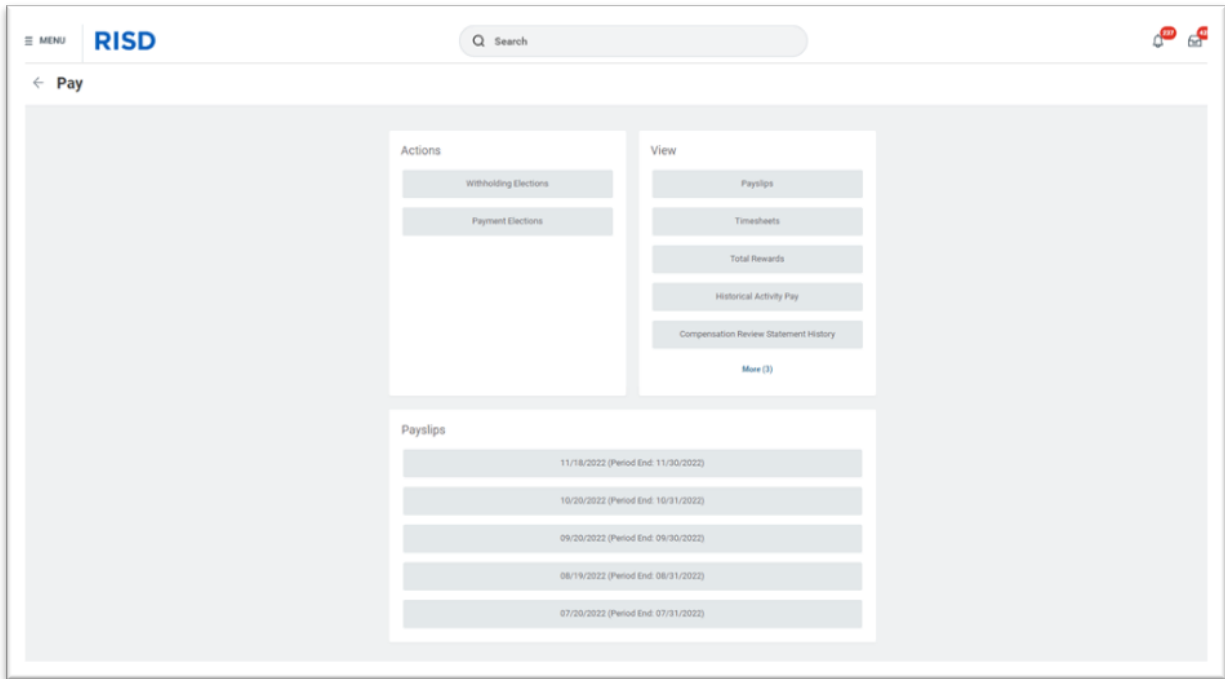 MENU
RISD
Search
237
Pay
Actions
Withholding Elections
Payment Elections
View
Payslips
Timesheets
Total Rewards
Historical Activity Pay
Compensation Review Statement History
More (3)
Payslips
11/18/2022 (Period End: 11/30/2022)
10/20/2022 (Period End: 10/31/2022)
09/20/2022 (Period End: 09/30/2022)
08/19/2022 (Period End: 08/31/2022)
07/20/2022 (Period End: 07/31/2022)